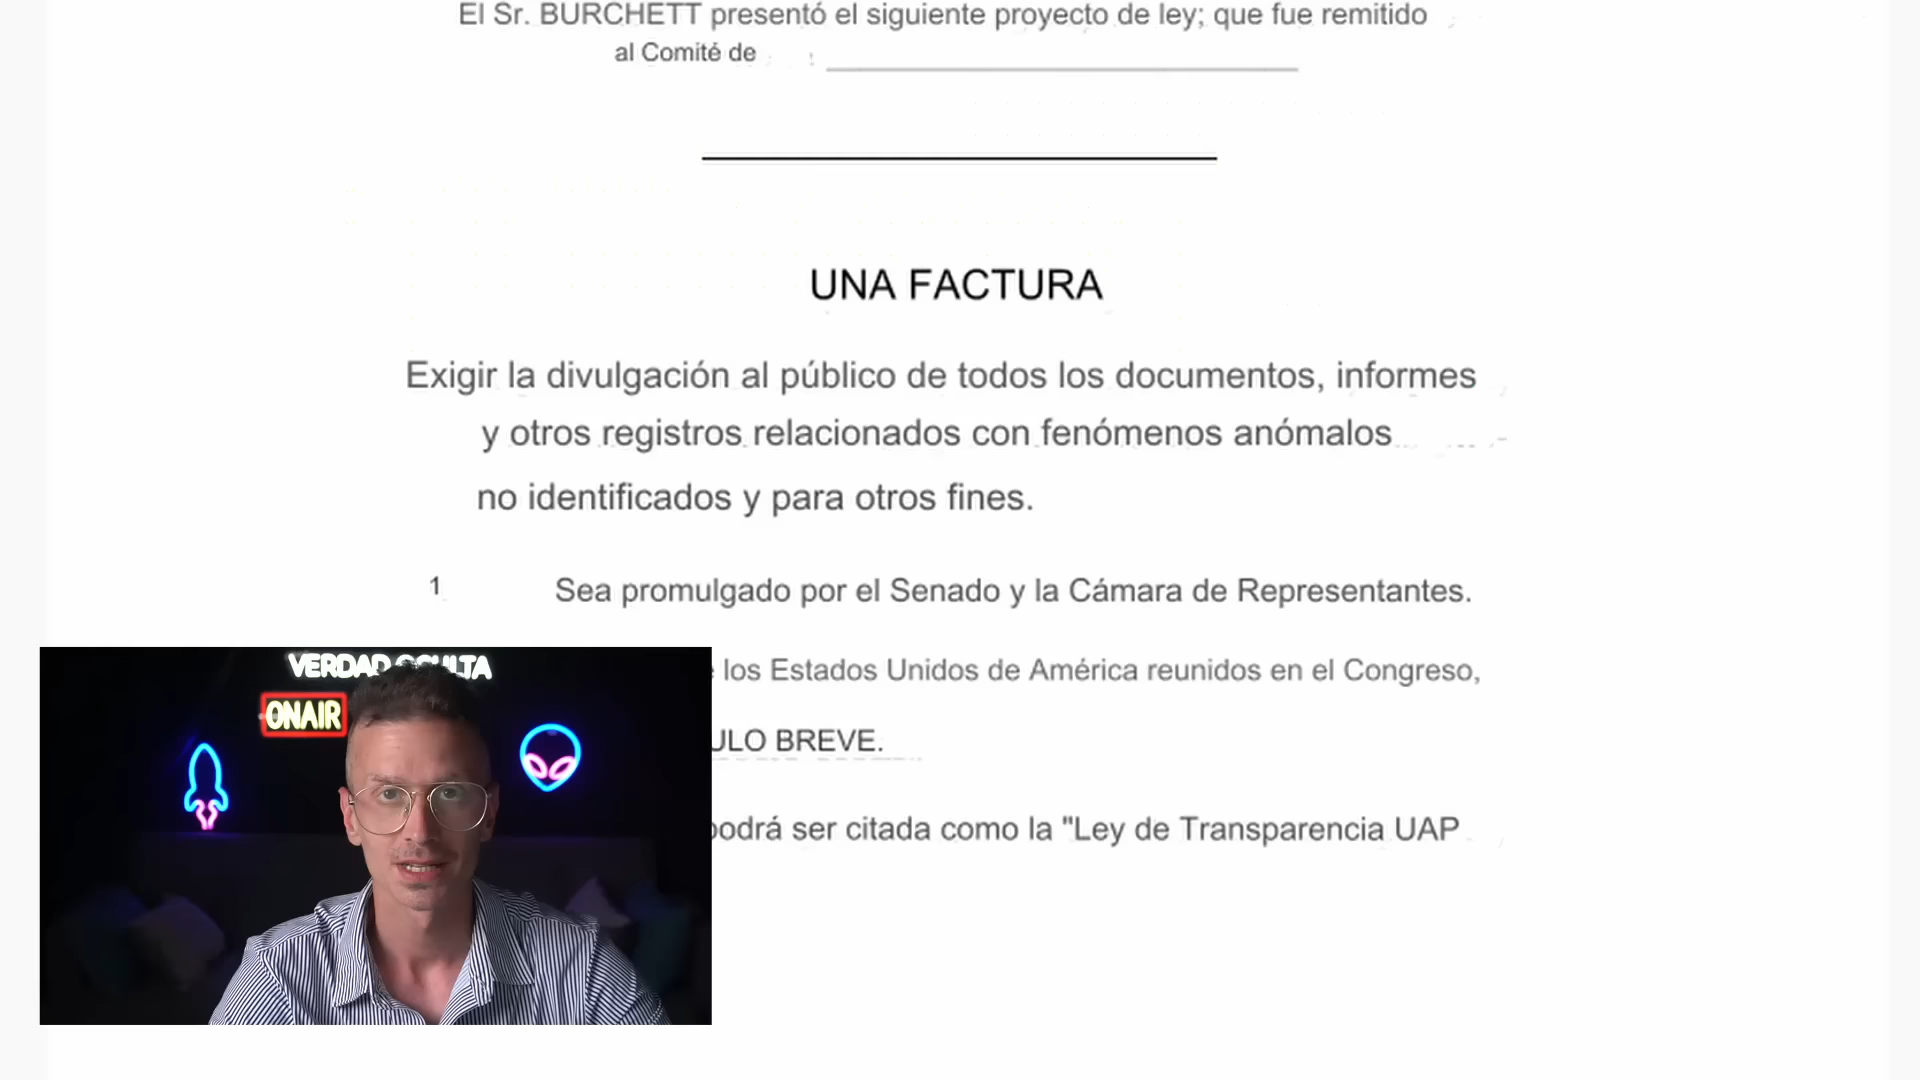 El Sr. BURCHETT presentó el siguiente proyecto de ley; que fue remitido
al Comité de
UNA FACTURA
Exigir la divulgación al público de todos los documentos, informes
y otros registros relacionados con fenómenos anómalos
no identificados y para otros fines.
1 Sea promulgado por el Senado y la Cámara de Representantes.
los Estados Unidos de América reunidos en el Congreso,
ULO BREVE.
podrá ser citada como la "Ley de Transparencia UAP
VERDAD OCULTA
ON AIR